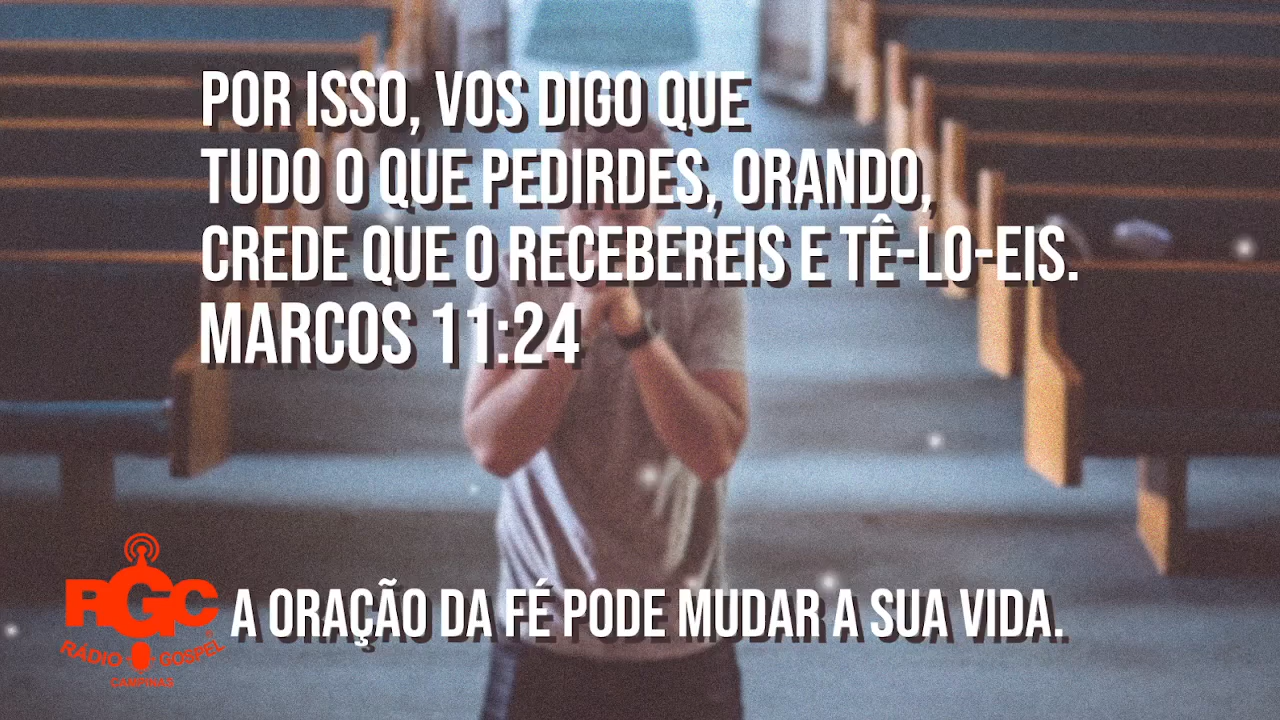 POR ISSO, VOS DIGO QUE
TUDO O QUE PEDIRDES, ORANDO,
CREDE QUE O RECEBEREIS E TÊ-LO-EIS.
MARCOS 11:24
RGC
RÁDIO GOSPEL
CAMPINAS
A ORAÇÃO DA FÉ PODE MUDAR A SUA VIDA.